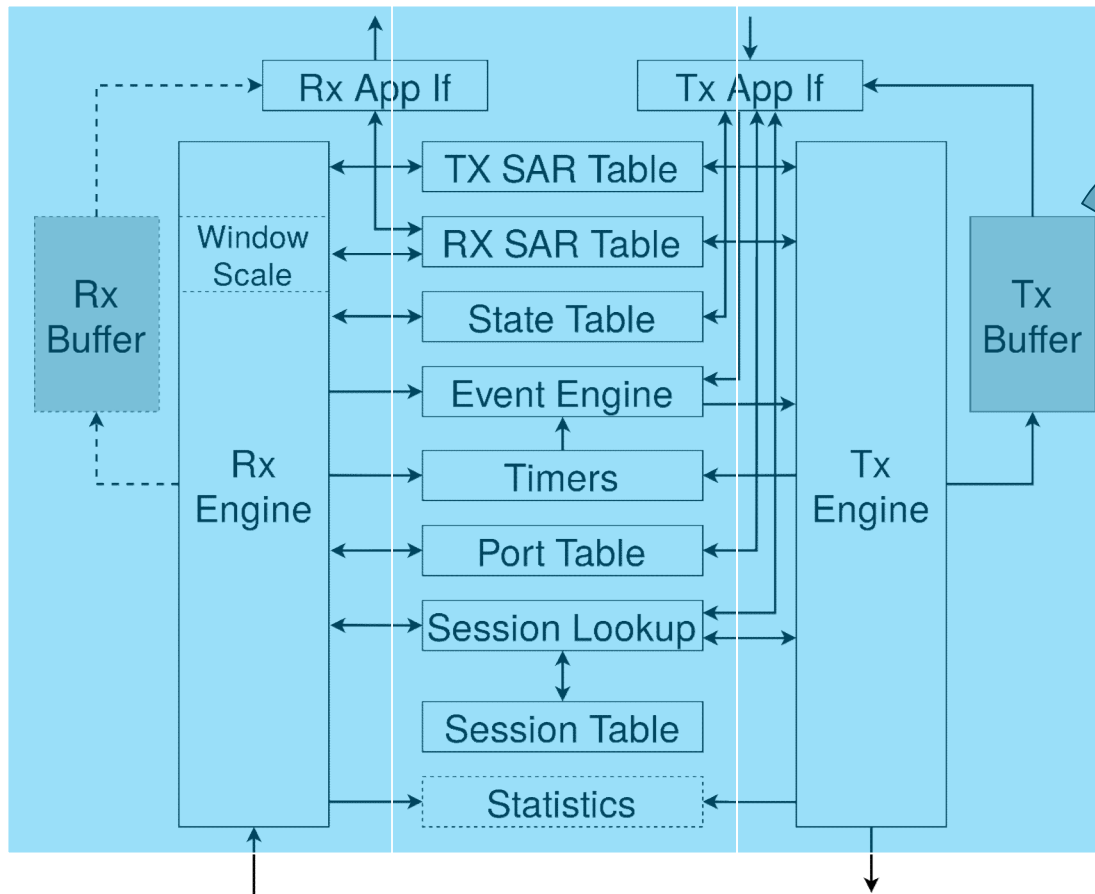 Rx App If
Tx App If
TX SAR Table
Window
Scale
RX SAR Table
Rx
Buffer
Tx
Buffer
State Table
Event Engine
Rx
Engine
Timers
Tx
Engine
Port Table
Session Lookup
Session Table
Statistics